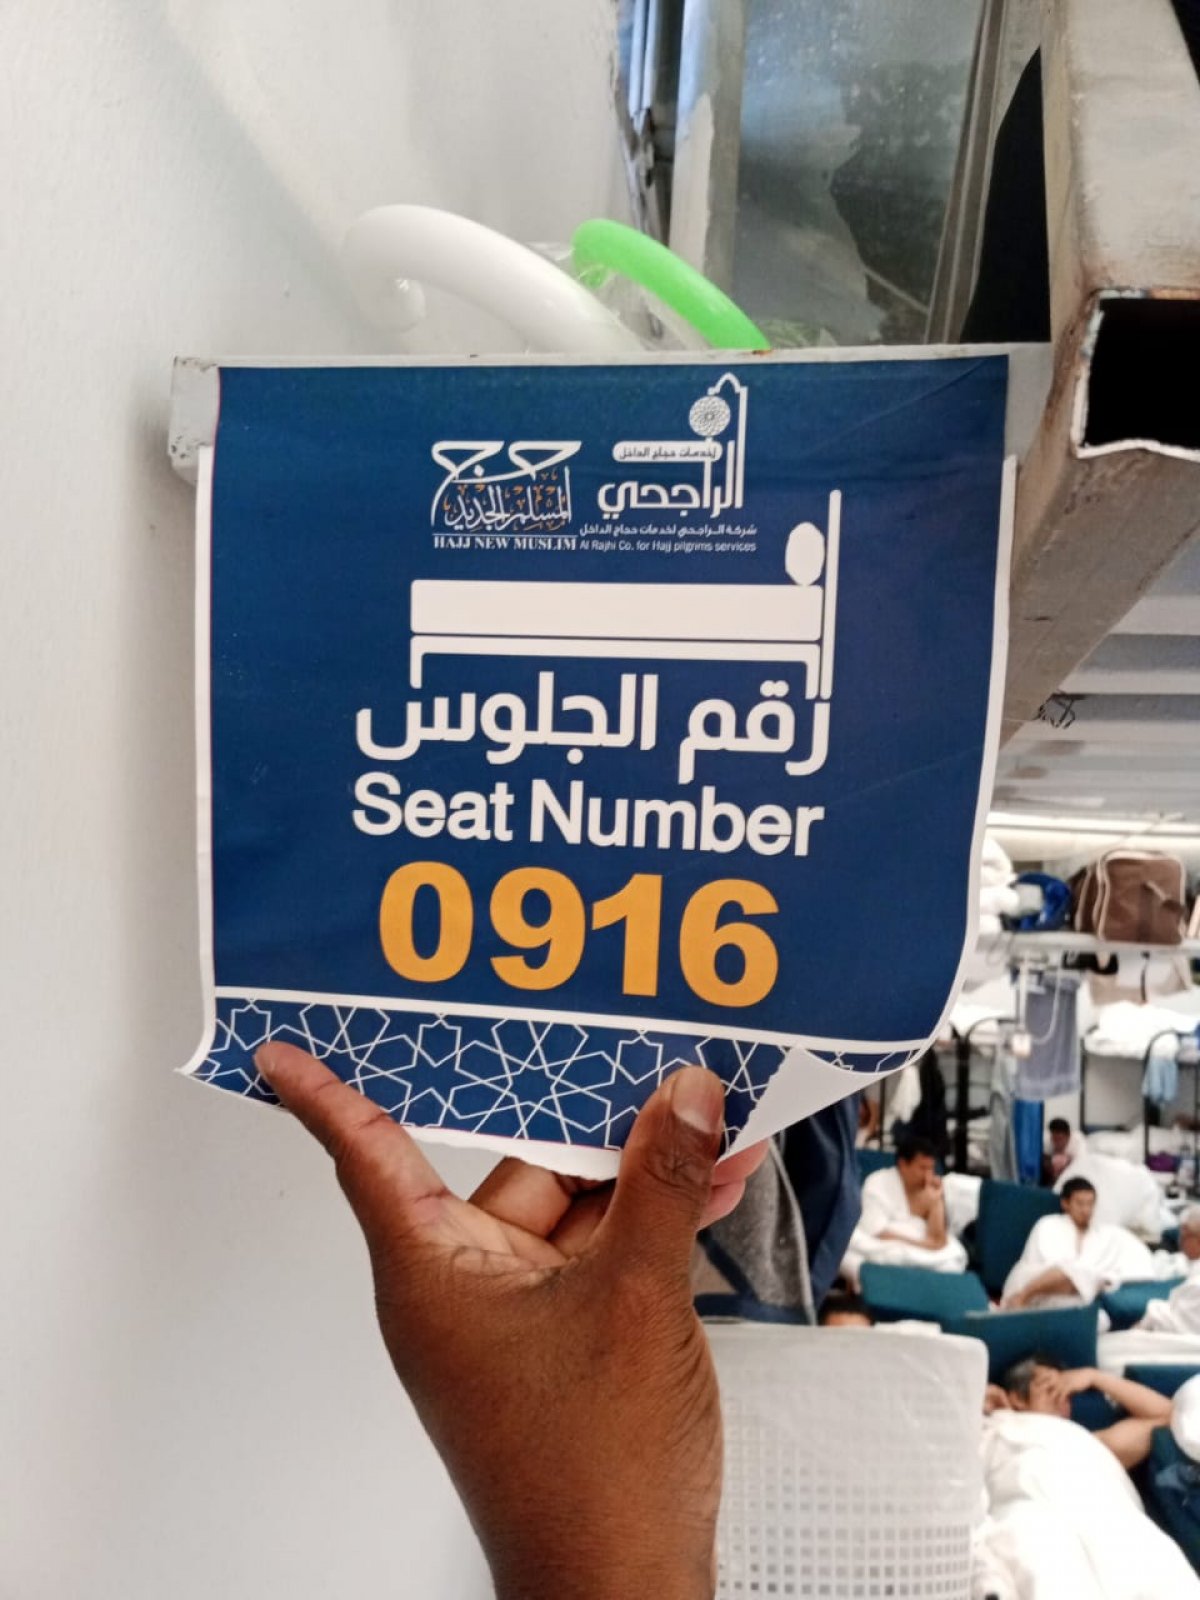 حج
المسلم الجديد
HAJJ NEW MUSLIM
لخدمات حجاج الداخل
الراجحي
شركة الراجحي لخدمات حجاج الداخل
Al Rajhi Co. for Hajj pilgrims services
رقم الجلوس
Seat Number
0916